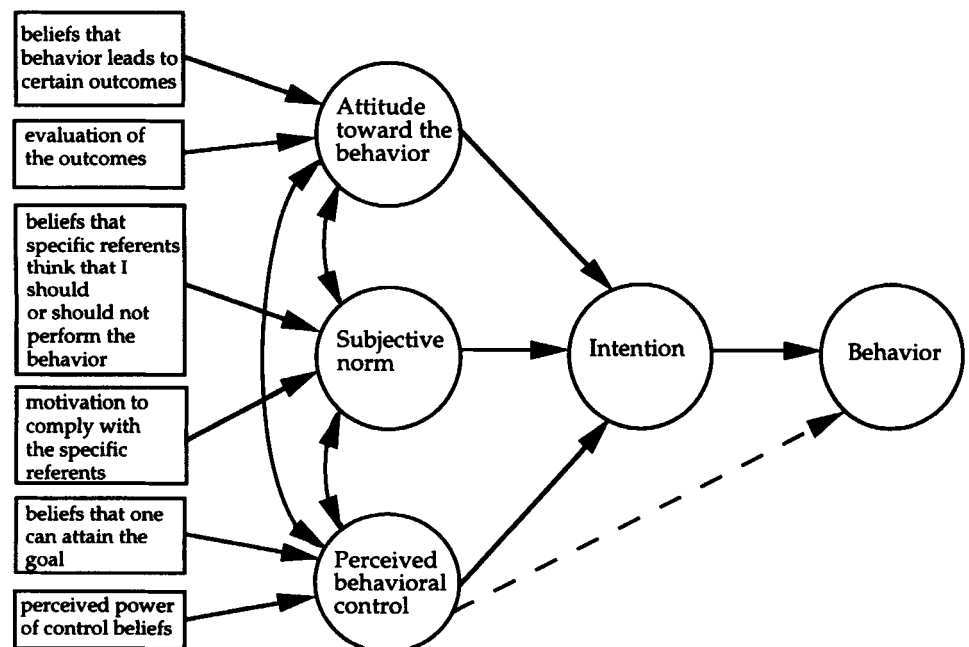 beliefs that
behavior leads to
certain outcomes
evaluation of
the outcomes
beliefs that
specific referents
think that I
should
or should not
perform the
behavior
motivation to
comply with
the specific
referents
beliefs that one
can attain the
goal
perceived power
of control beliefs
Attitude
toward the
behavior
Subjective
norm
Perceived
behavioral
control
Intention
Behavior